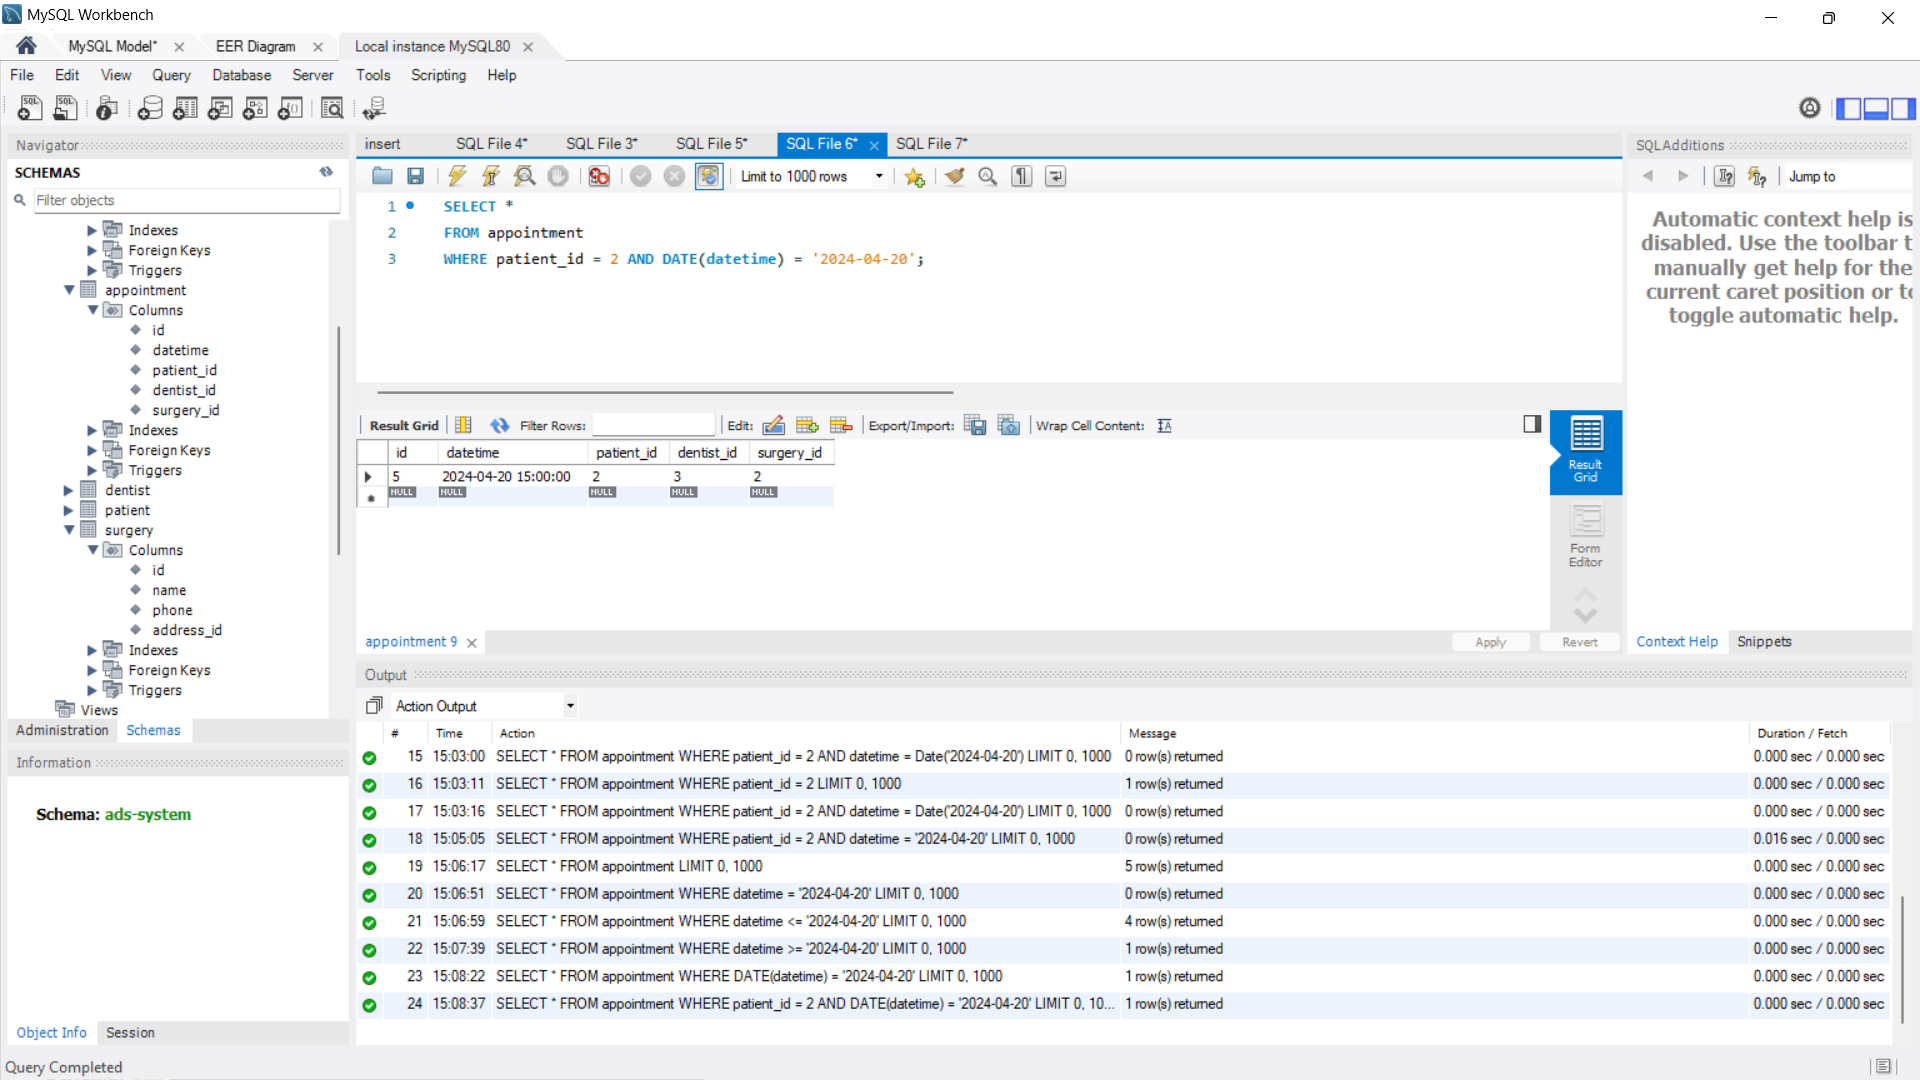 MySQL Workbench
MySQL Model* EER Diagram Local instance MySQL80
File Edit View Query Database Server Tools Scripting Help
Navigator
SCHEMAS
Filter objects
Indexes
Foreign Keys
Triggers
appointment
Columns
id
datetime
patient_id
dentist_id
surgery_id
Indexes
Foreign Keys
Triggers
dentist
patient
surgery
Columns
id
name
phone
address_id
Indexes
Foreign Keys
Triggers
Views
Administration Schemas
Information
Schema: ads-system
Object Info Session
Query Completed
insert SQL File 4* SQL File 3* SQL File 5* SQL File 6* SQL File 7*
Limit to 1000 rows
1 SELECT *
2 FROM appointment
3 WHERE patient_id = 2 AND DATE(datetime) = '2024-04-20';
Result Grid Filter Rows: Edit: Export/Import: Wrap Cell Content:
id datetime patient_id dentist_id surgery_id
5 2024-04-20 15:00:00 2 3 2
NULL NULL NULL NULL NULL
Result Grid
Form Editor
appointment 9 Apply Revert
SQLAdditions
Jump to
Automatic context help is
disabled. Use the toolbar t
manually get help for the
current caret position or to
toggle automatic help.
Context Help Snippets
Output
Action Output
# Time Action Message Duration / Fetch
15 15:03:00 SELECT * FROM appointment WHERE patient_id = 2 AND datetime = Date('2024-04-20') LIMIT 0, 1000 0 row(s) returned 0.000 sec / 0.000 sec
16 15:03:11 SELECT * FROM appointment WHERE patient_id = 2 LIMIT 0, 1000 1 row(s) returned 0.000 sec / 0.000 sec
17 15:03:16 SELECT * FROM appointment WHERE patient_id = 2 AND datetime = Date('2024-04-20') LIMIT 0, 1000 0 row(s) returned 0.000 sec / 0.000 sec
18 15:05:05 SELECT * FROM appointment WHERE patient_id = 2 AND datetime = '2024-04-20' LIMIT 0, 1000 0 row(s) returned 0.016 sec / 0.000 sec
19 15:06:17 SELECT * FROM appointment LIMIT 0, 1000 5 row(s) returned 0.000 sec / 0.000 sec
20 15:06:51 SELECT * FROM appointment WHERE datetime = '2024-04-20' LIMIT 0, 1000 0 row(s) returned 0.000 sec / 0.000 sec
21 15:06:59 SELECT * FROM appointment WHERE datetime <= '2024-04-20' LIMIT 0, 1000 4 row(s) returned 0.000 sec / 0.000 sec
22 15:07:39 SELECT * FROM appointment WHERE datetime >= '2024-04-20' LIMIT 0, 1000 1 row(s) returned 0.000 sec / 0.000 sec
23 15:08:22 SELECT * FROM appointment WHERE DATE(datetime) = '2024-04-20' LIMIT 0, 1000 1 row(s) returned 0.000 sec / 0.000 sec
24 15:08:37 SELECT * FROM appointment WHERE patient_id = 2 AND DATE(datetime) = '2024-04-20' LIMIT 0, 10... 1 row(s) returned 0.000 sec / 0.000 sec